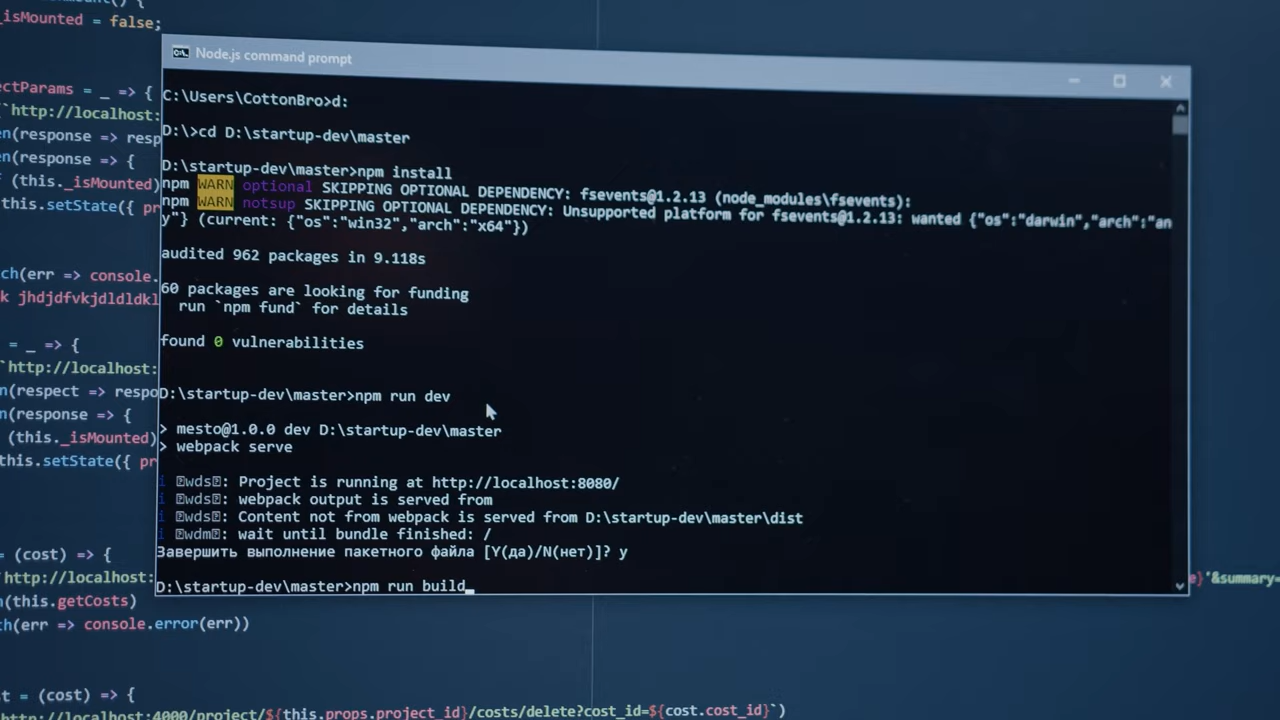 _isMounted = false;
Node.js command prompt
C:\Users\CottonBro>d:
D:\>cd D:\startup-dev\master
D:\startup-dev\master>npm install
npm WARN optional SKIPPING OPTIONAL DEPENDENCY: fsevents@1.2.13 (node_modules\fsevents):
npm WARN notsup SKIPPING OPTIONAL DEPENDENCY: Unsupported platform for fsevents@1.2.13: wanted {"os":"darwin","arch":"an
y"} (current: {"os":"win32","arch":"x64"})
audited 962 packages in 9.118s
60 packages are looking for funding
run `npm fund` for details
found 0 vulnerabilities
D:\startup-dev\master>npm run dev
> mesto@1.0.0 dev D:\startup-dev\master
> webpack serve
i ⍰wds⍰: Project is running at http://localhost:8080/
i ⍰wds⍰: webpack output is served from
i ⍰wds⍰: Content not from webpack is served from D:\startup-dev\master\dist
i ⍰wdm⍰: wait until bundle finished: /
Завершить выполнение пакетного файла [Y(да)/N(нет)]? y
D:\startup-dev\master>npm run build
ectParams = _ => {
`http://localhost:
en(response => resp
en(response => {
(this._isMounted)
this.setState({ pr
ch(err => console.
= _ => {
`http://localhost:
n(respect => respo
n(response => {
(this._isMounted)
this.setState({ pr
= (cost) => {
`http://localhost:
}`&summary=
n(this.getCosts)
ch(err => console.error(err))
t = (cost) => {
http://localhost:4000/project/${this.props.project_id}/costs/delete?cost_id=${cost.cost_id}`)